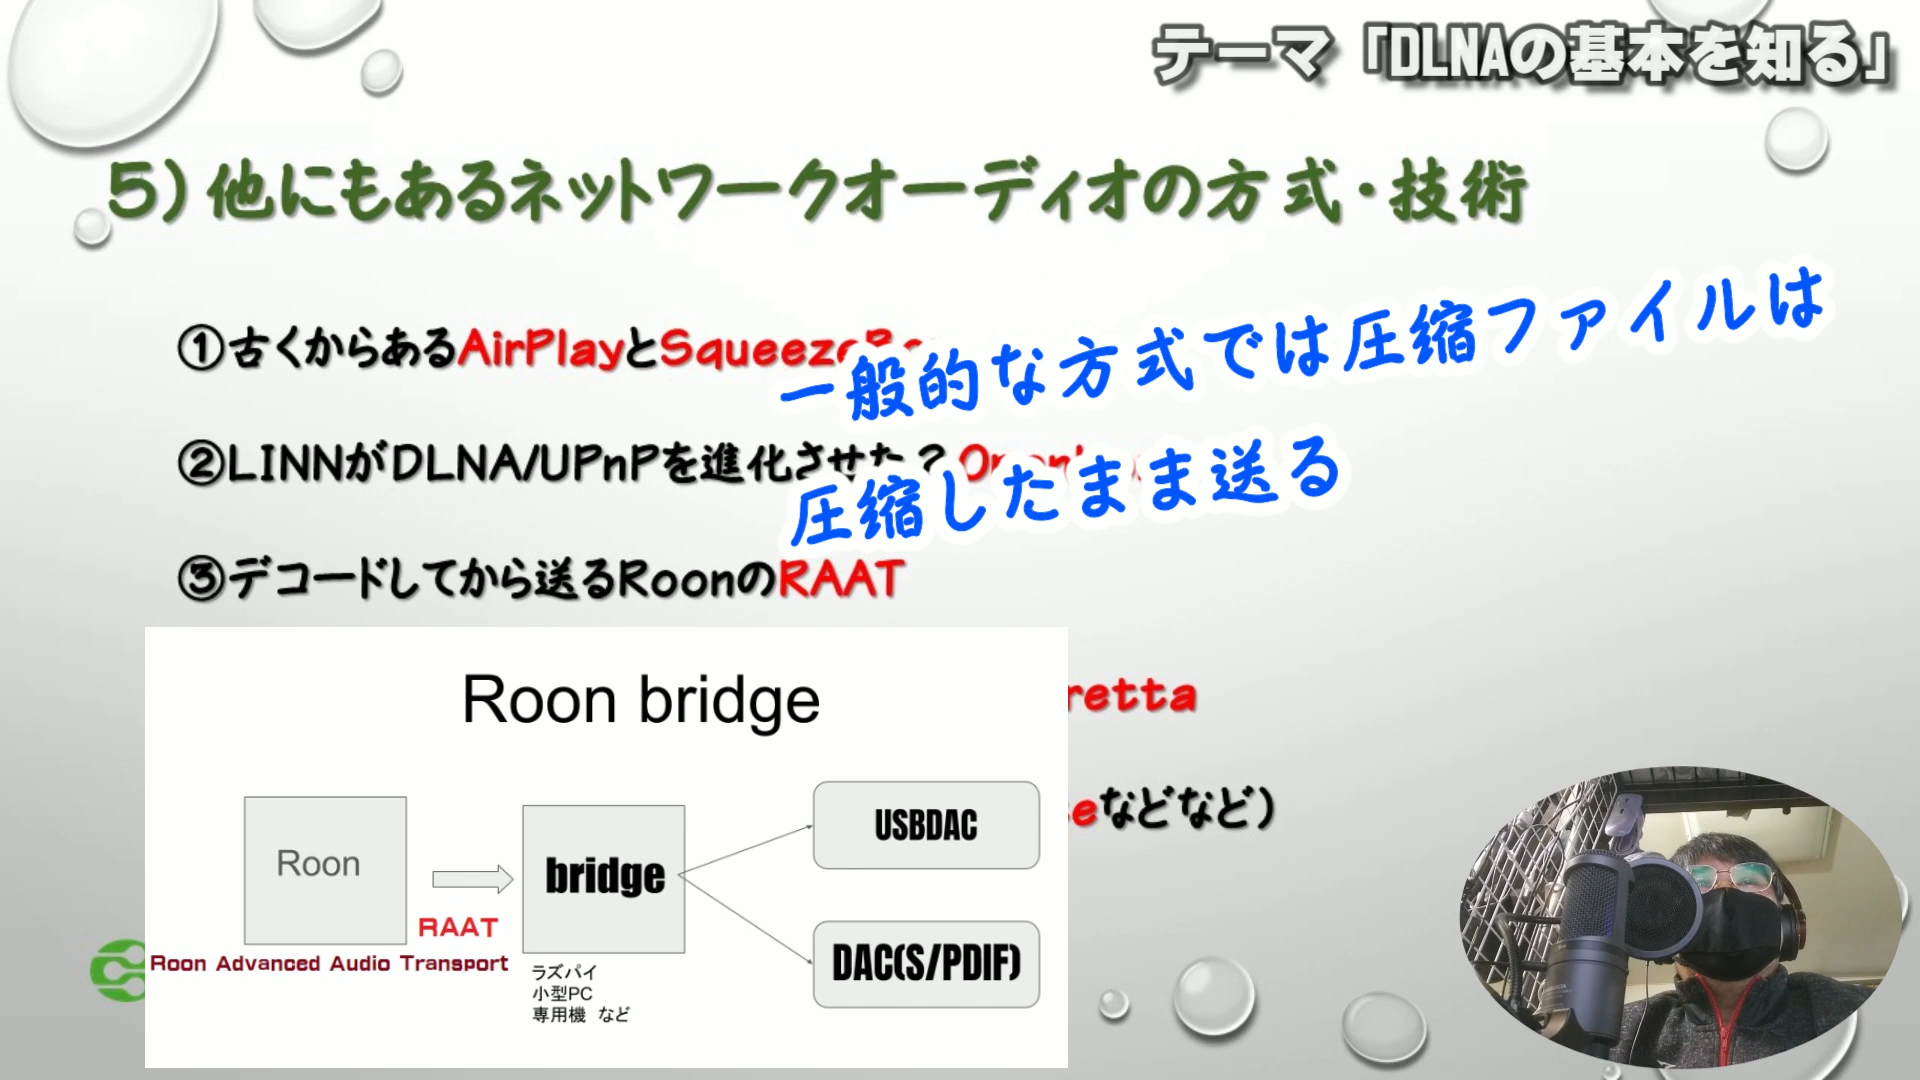 テーマ「DLNAの基本を知る」
5）他にもあるネットワークオーディオの方式・技術
①古くからあるAirPlayとSqueeze
一般的な方式では圧縮ファイルは
②LINNがDLNA/UPnPを進化させた？
圧縮したまま送る
③デコードしてから送るRoonのRAAT
retta
eなどなど）
Roon bridge
Roon
RAAT
Roon Advanced Audio Transport
bridge
ラズパイ
小型PC
専用機 など
USBDAC
DAC(S/PDIF)